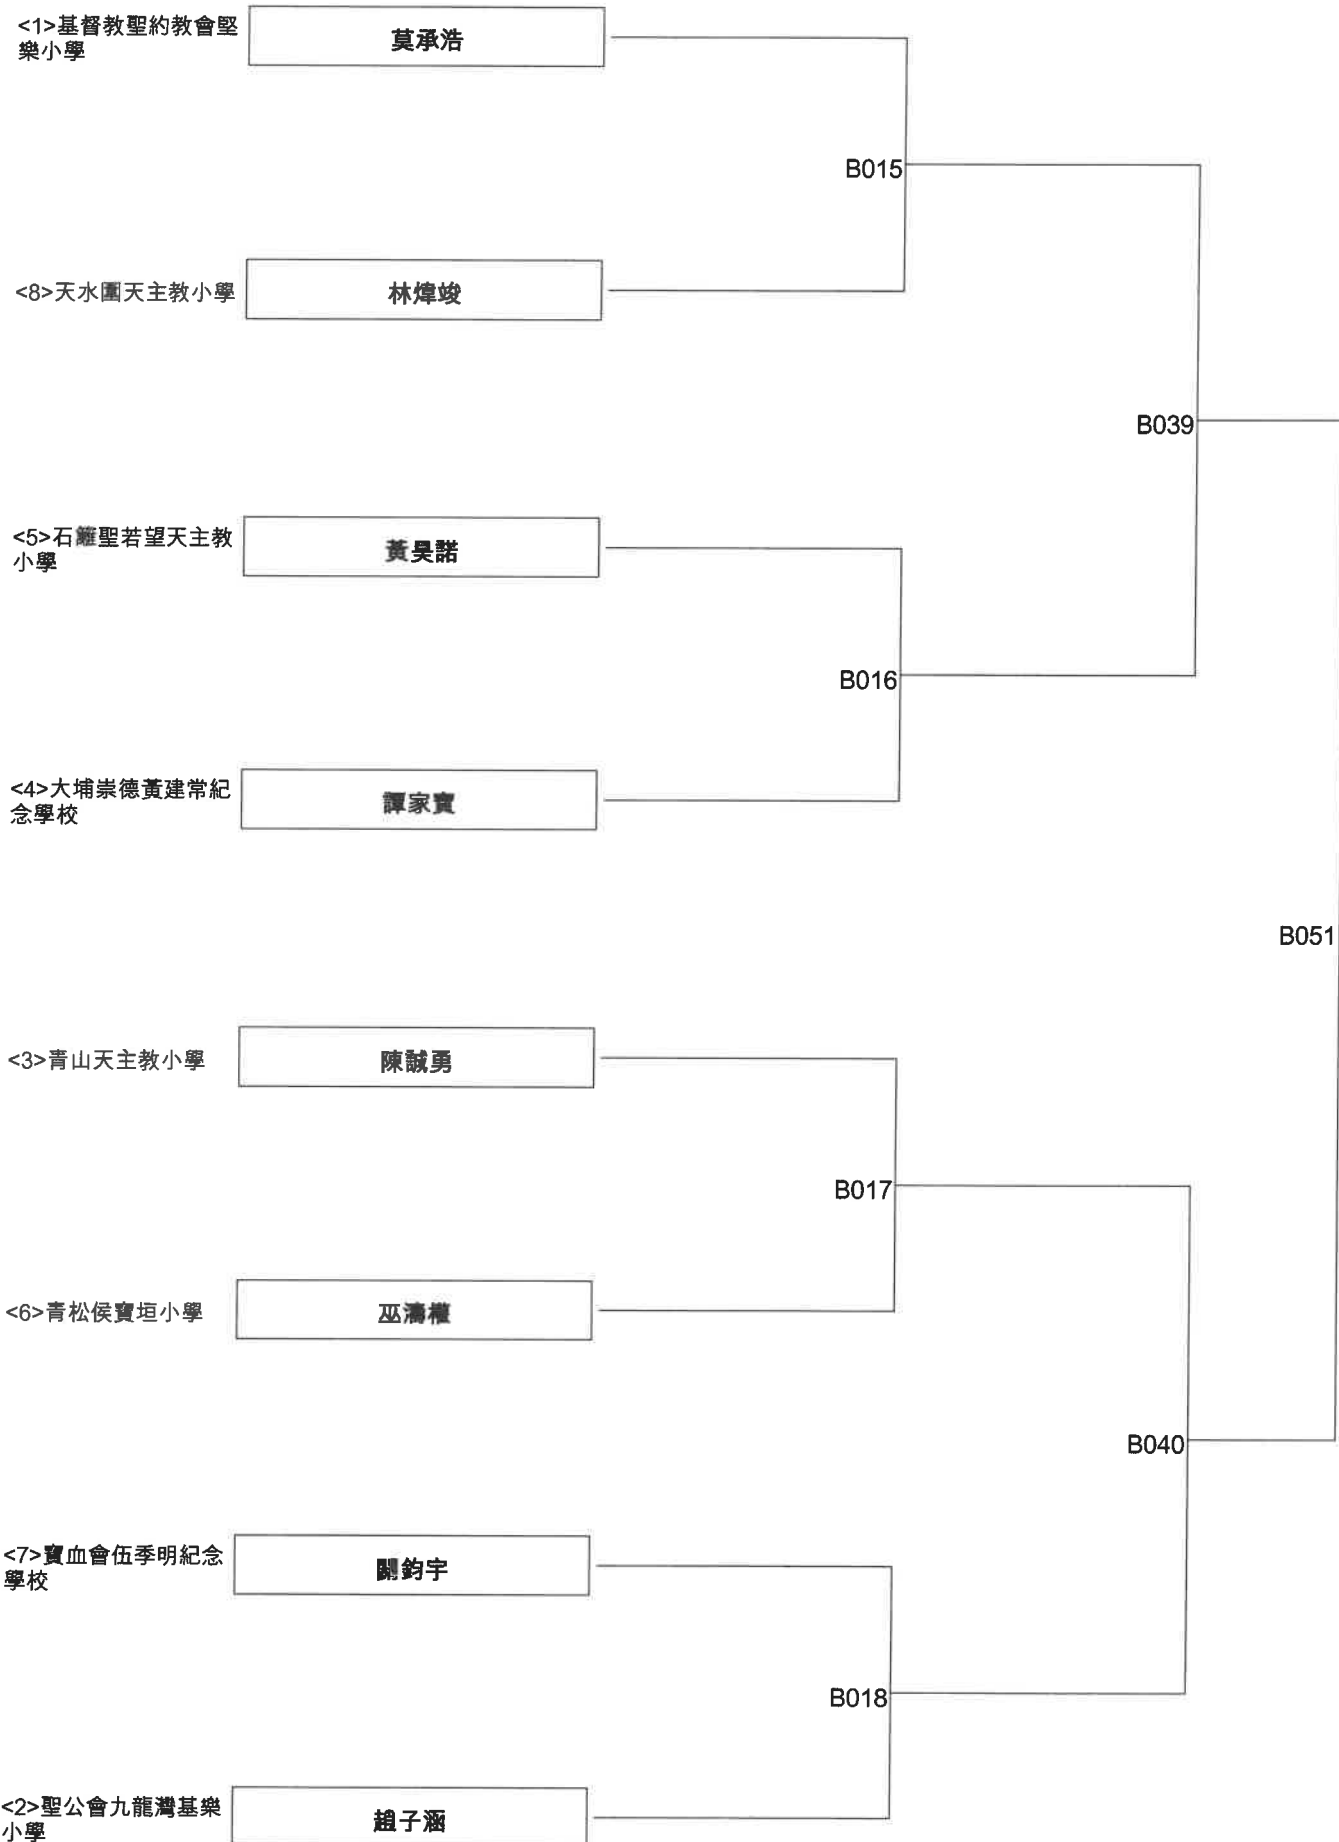 <1>基督教聖約教會堅
樂小學
莫承浩
B015
<8>天水圍天主教小學
林煒竣
B039
<5>石籬聖若望天主教
小學
黃昊諾
B016
<4>大埔崇德黃建常紀
念學校
譚家寶
B051
<3>青山天主教小學
陳誠勇
B017
<6>青松侯寶垣小學
巫濤權
B040
<7>寶血會伍季明紀念
學校
關鈞宇
B018
<2>聖公會九龍灣基樂
小學
趙子涵